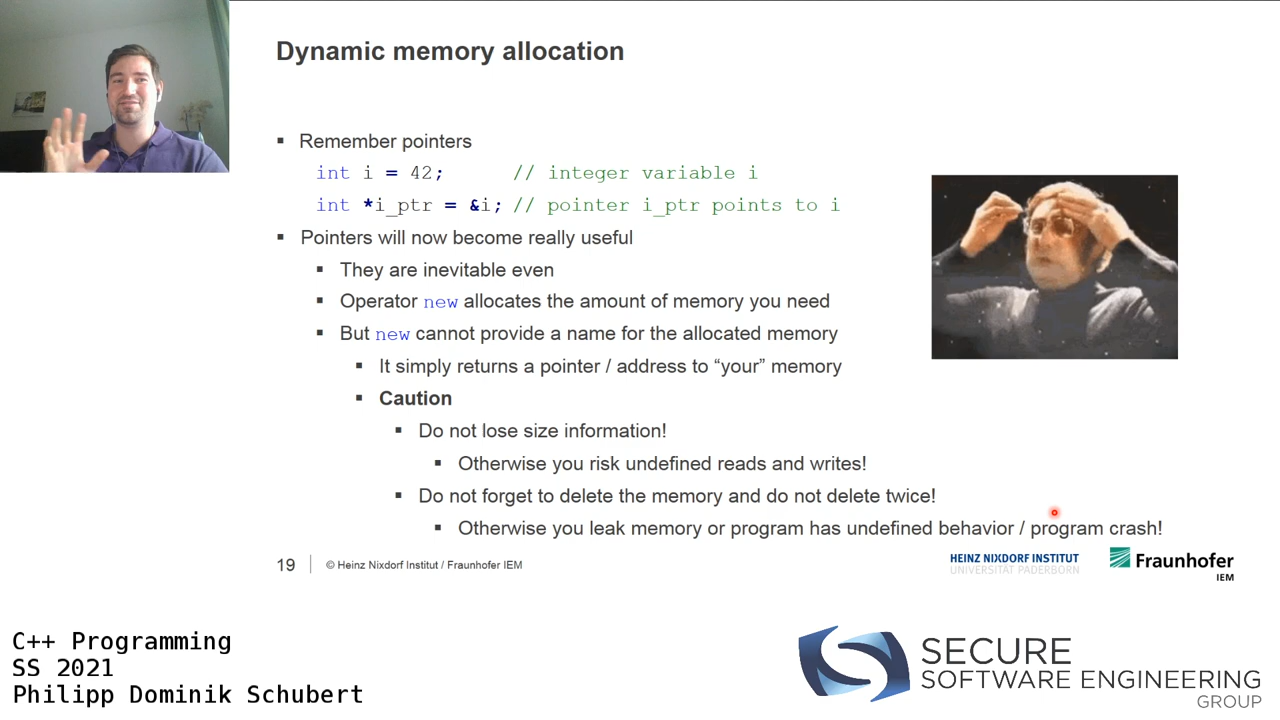 Dynamic memory allocation
▪ Remember pointers
int i = 42; // integer variable i
int *i_ptr = &i; // pointer i_ptr points to i
▪ Pointers will now become really useful
▪ They are inevitable even
▪ Operator new allocates the amount of memory you need
▪ But new cannot provide a name for the allocated memory
▪ It simply returns a pointer / address to “your” memory
▪ Caution
▪ Do not lose size information!
▪ Otherwise you risk undefined reads and writes!
▪ Do not forget to delete the memory and do not delete twice!
▪ Otherwise you leak memory or program has undefined behavior / program crash!
19 © Heinz Nixdorf Institut / Fraunhofer IEM
HEINZ NIXDORF INSTITUT
UNIVERSITÄT PADERBORN
Fraunhofer
IEM
C++ Programming
SS 2021
Philipp Dominik Schubert
SECURE
SOFTWARE ENGINEERING
GROUP